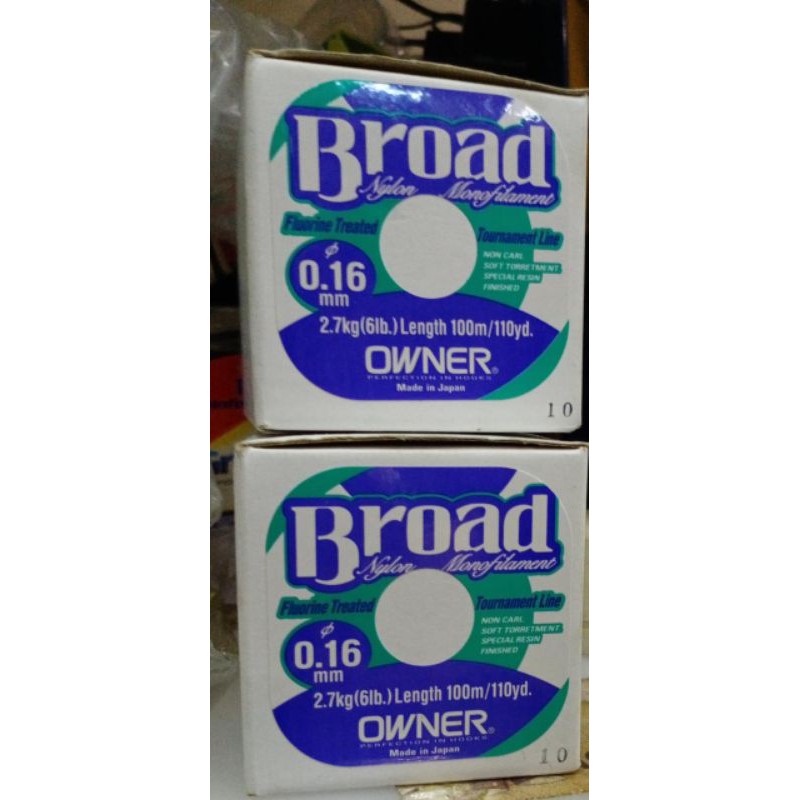 Broad
Nylon Monofilament
Fluorine Treated
Tournament Line
NON CARL
SOFT TORRETMENT
SPECIAL RESIN
FINISHED
ϕ
0.16
mm
2.7kg(6lb.) Length 100m/110yd.
OWNER®
PERFECTION IN HOOKS
Made in Japan
10
Broad
Nylon Monofilament
Fluorine Treated
Tournament Line
NON CARL
SOFT TORRETMENT
SPECIAL RESIN
FINISHED
ϕ
0.16
mm
2.7kg(6lb.) Length 100m/110yd.
OWNER®
PERFECTION IN HOOKS
Made in Japan
10